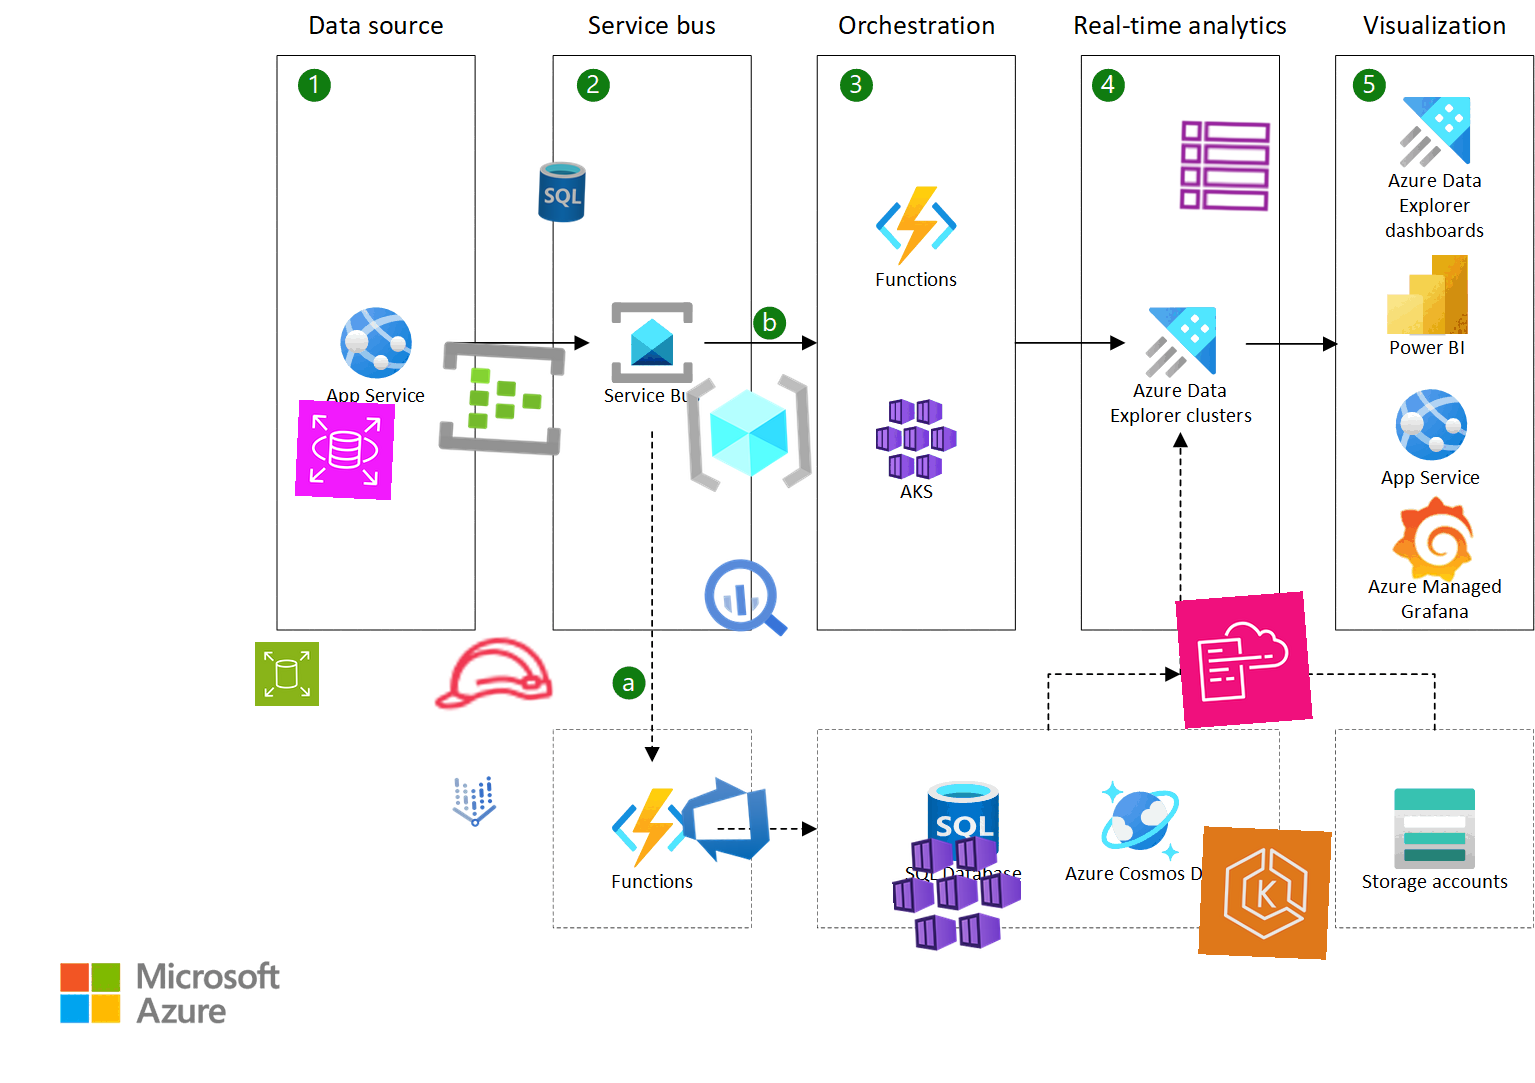 Data source
Service bus
Orchestration
Real-time analytics
Visualization
1
2
3
4
5
SQL
Azure Data
Explorer
dashboards
Functions
b
Power BI
App Service
Service Bu
Azure Data
Explorer clusters
App Service
AKS
Azure Managed
Grafana
a
SQL
Functions
SQL Database
Azure Cosmos D
K
Storage accounts
Microsoft
Azure